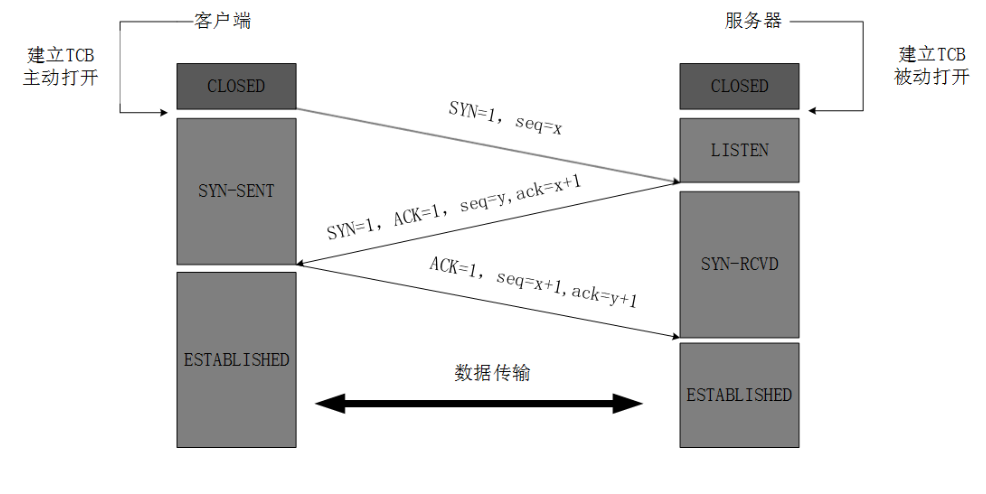 客户端
服务器
建立TCB
主动打开
建立TCB
被动打开
CLOSED
CLOSED
SYN=1, seq=x
LISTEN
SYN-SENT
SYN=1, ACK=1, seq=y,ack=x+1
SYN-RCVD
ACK=1, seq=x+1,ack=y+1
ESTABLISHED
数据传输
ESTABLISHED